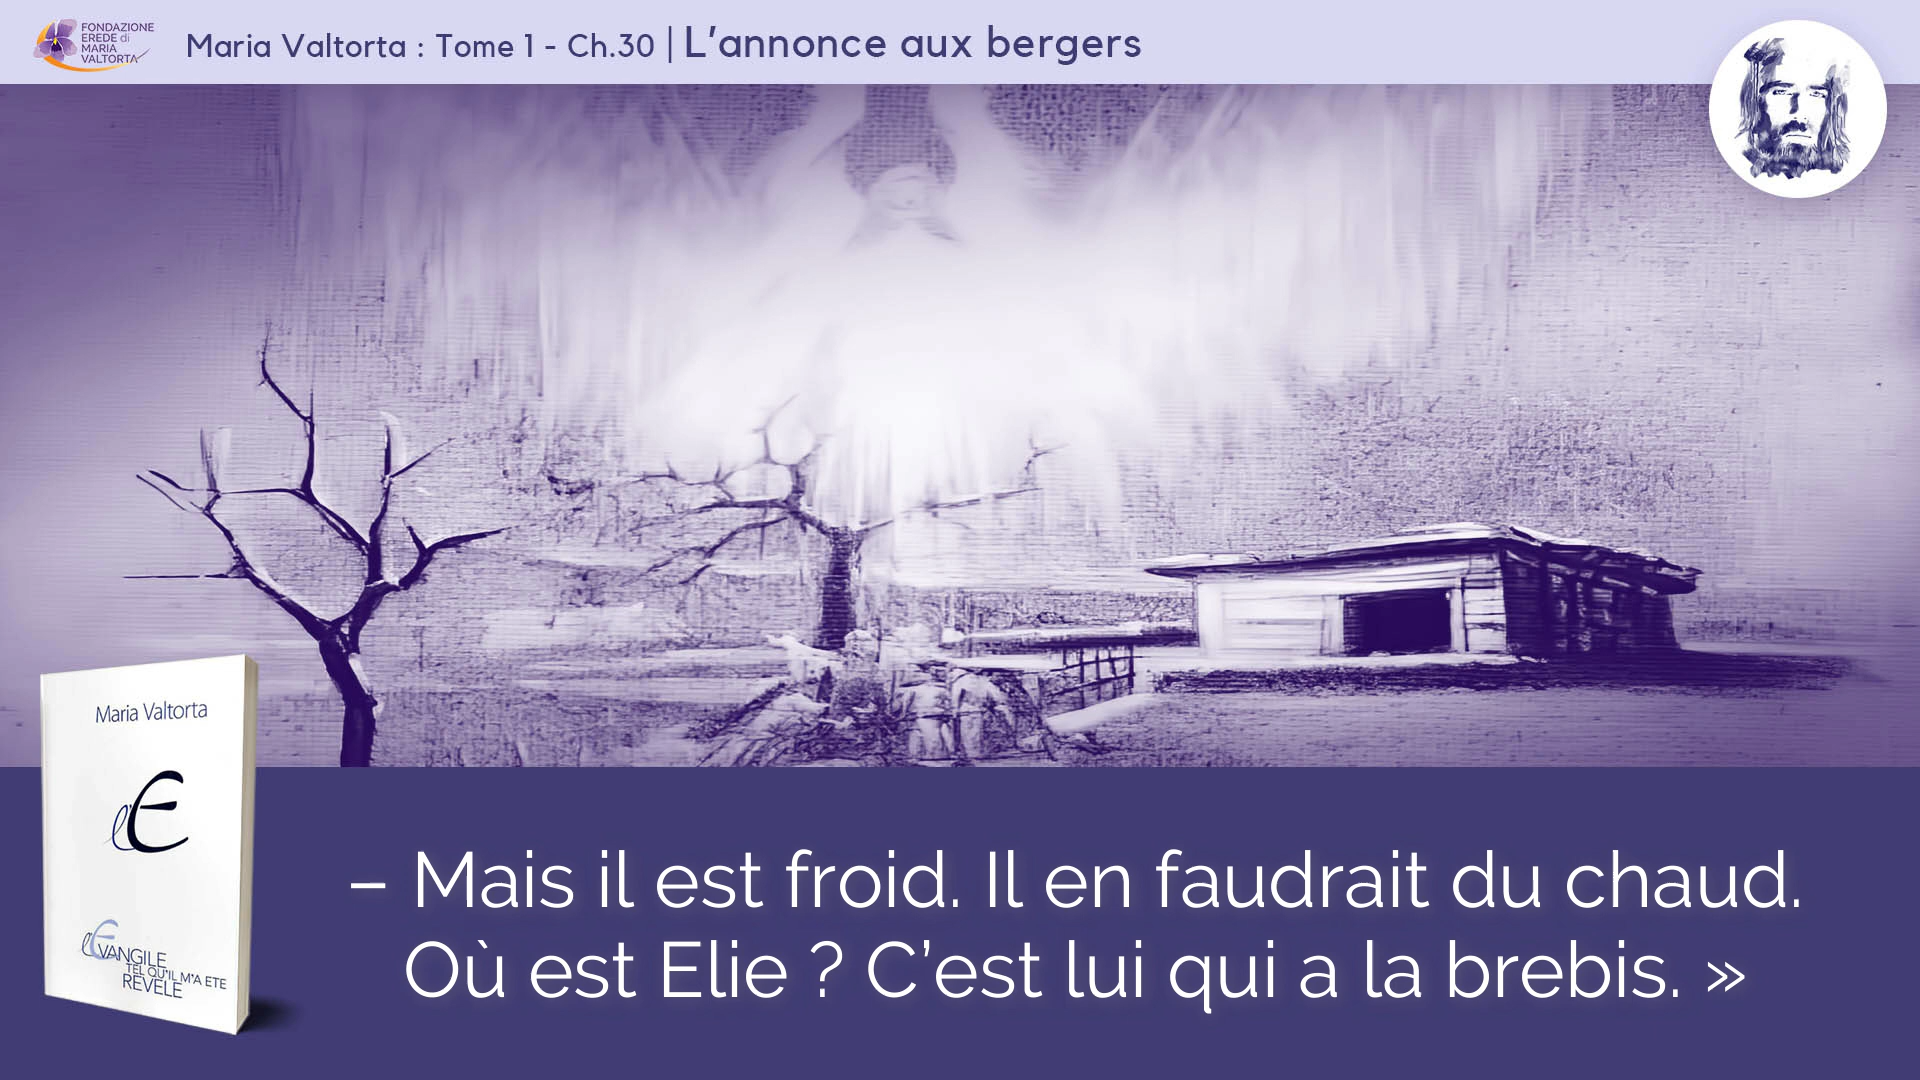 FONDAZIONE
EREDE di
MARIA
VALTORTA
Maria Valtorta : Tome 1 - Ch.30 | L'annonce aux bergers
Maria Valtorta
l'E
l'EVANGILE
TEL QU'IL M'A ETE
REVELE
– Mais il est froid. Il en faudrait du chaud.
Où est Elie ? C'est lui qui a la brebis. »